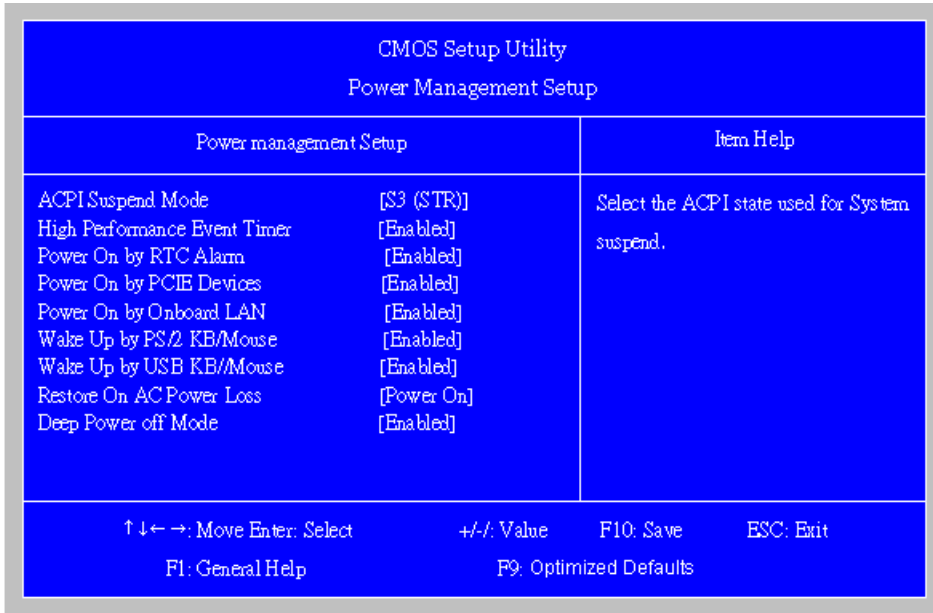 CMOS Setup Utility
Power Management Setup
Power management Setup
Item Help
ACPI Suspend Mode [S3 (STR)]
High Performance Event Timer [Enabled]
Power On by RTC Alarm [Enabled]
Power On by PCIE Devices [Enabled]
Power On by Onboard LAN [Enabled]
Wake Up by PS/2 KB/Mouse [Enabled]
Wake Up by USB KB//Mouse [Enabled]
Restore On AC Power Loss [Power On]
Deep Power off Mode [Enabled]
Select the ACPI state used for System
suspend.
↑↓←→: Move Enter: Select +/-/: Value F10: Save ESC: Exit
F1: General Help F9: Optimized Defaults